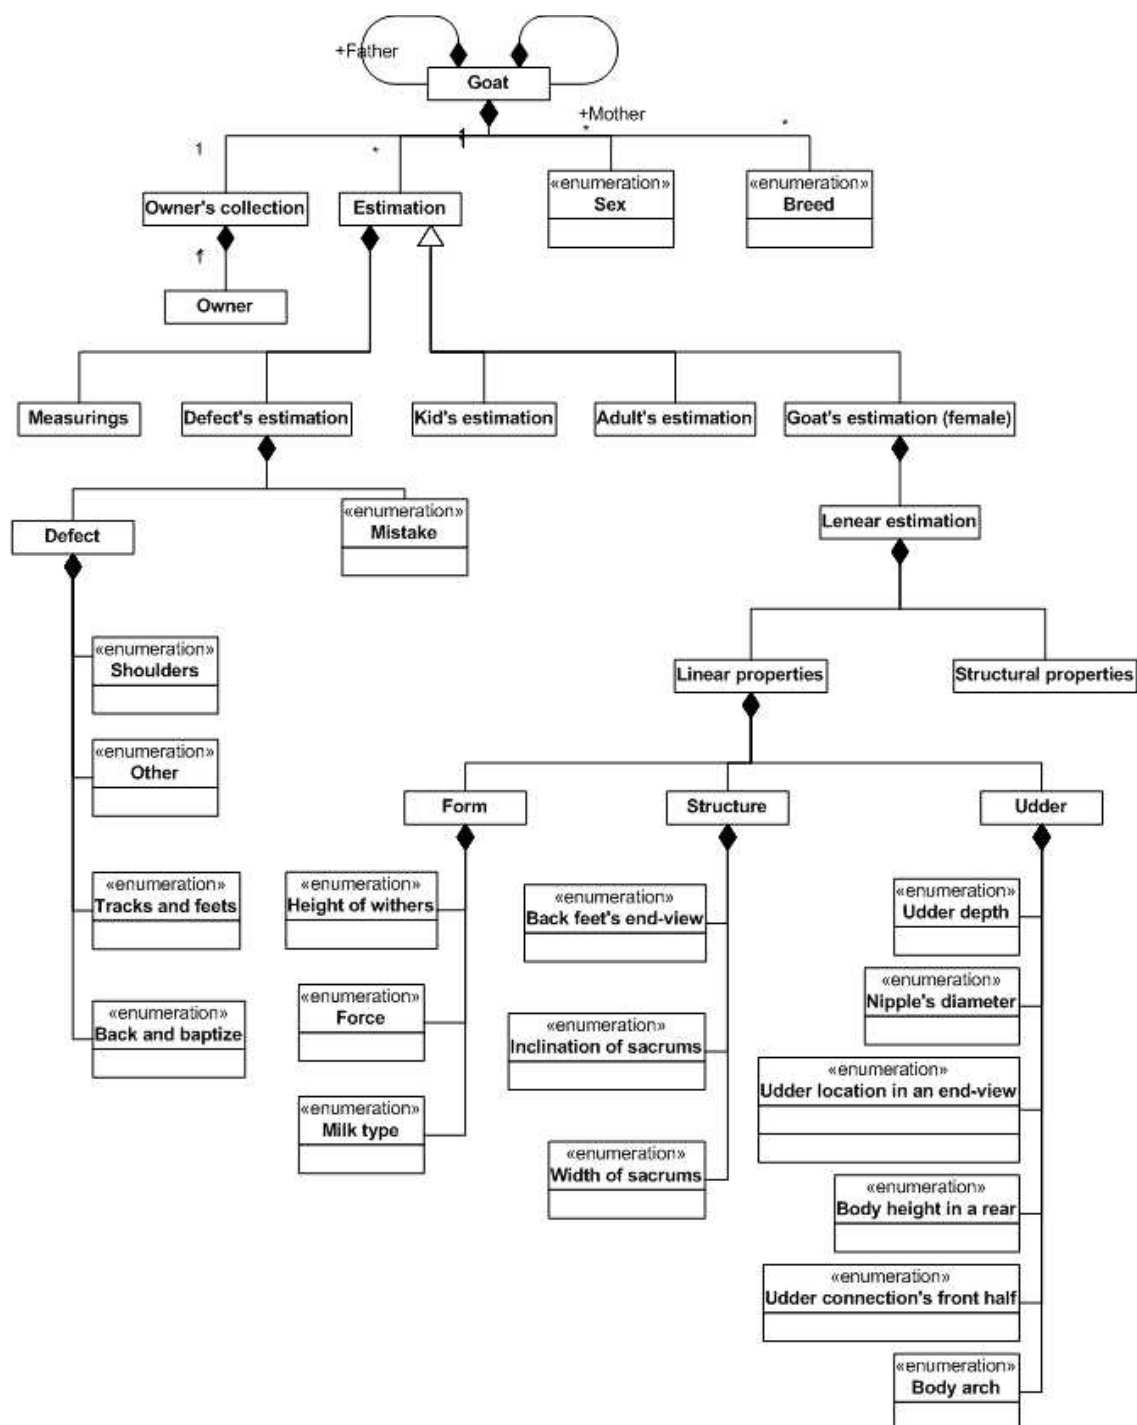 +Father
Goat
+Mother
1
*
1
*
*
«enumeration»
Sex
«enumeration»
Breed
Owner's collection
Estimation
Owner
Measurings
Defect's estimation
Kid's estimation
Adult's estimation
Goat's estimation (female)
«enumeration»
Mistake
Defect
Lenear estimation
«enumeration»
Shoulders
Linear properties
Structural properties
«enumeration»
Other
Form
Structure
Udder
«enumeration»
Tracks and feets
«enumeration»
Height of withers
«enumeration»
Back feet's end-view
«enumeration»
Udder depth
«enumeration»
Nipple's diameter
«enumeration»
Force
«enumeration»
Back and baptize
«enumeration»
Inclination of sacrums
«enumeration»
Udder location in an end-view
«enumeration»
Milk type
«enumeration»
Width of sacrums
«enumeration»
Body height in a rear
«enumeration»
Udder connection's front half
«enumeration»
Body arch